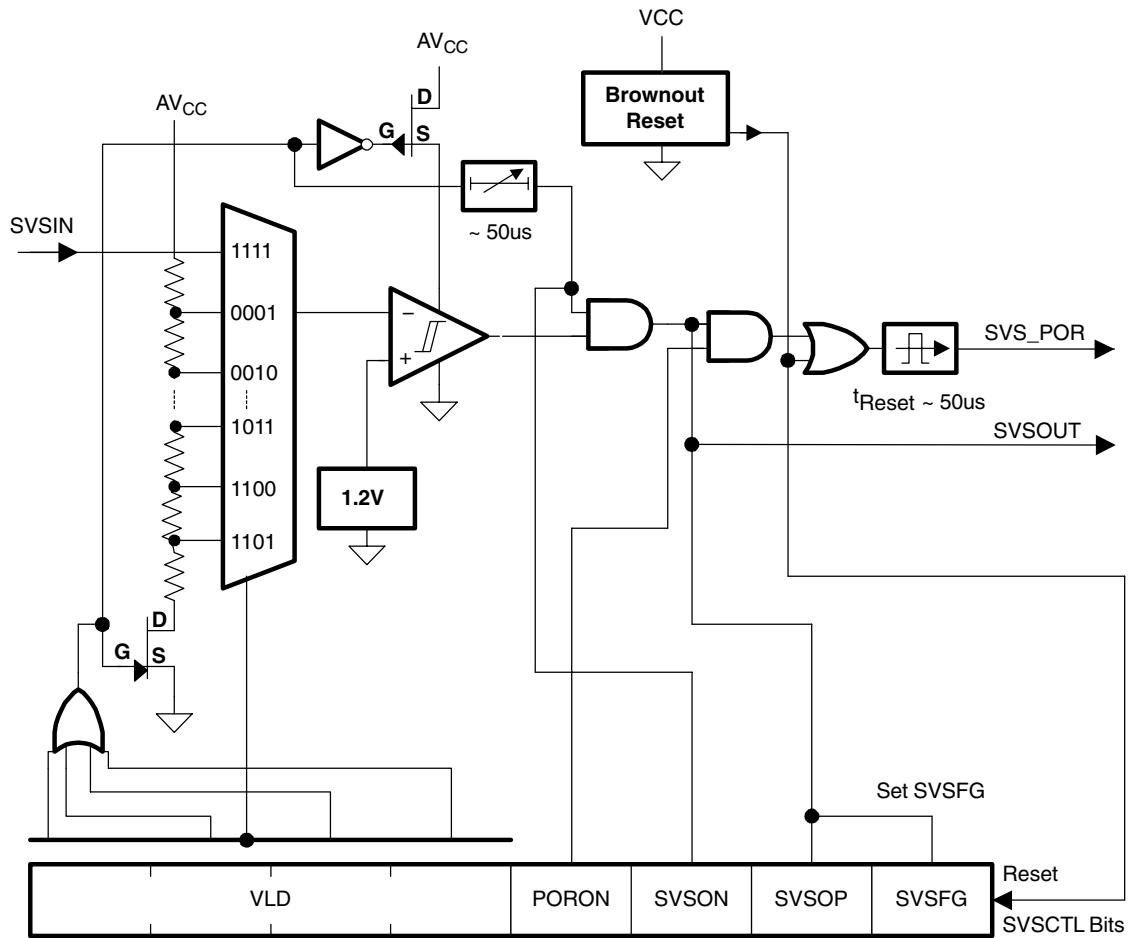 VCC
AVCC
Brownout
Reset
D
G
S
AVCC
~ 50us
SVSIN
1111
0001
0010
1011
1100
1101
−
+
1.2V
SVS_POR
tReset ~ 50us
SVSOUT
D
G
S
Set SVSFG
VLD
PORON
SVSON
SVSOP
SVSFG
Reset
SVSCTL Bits